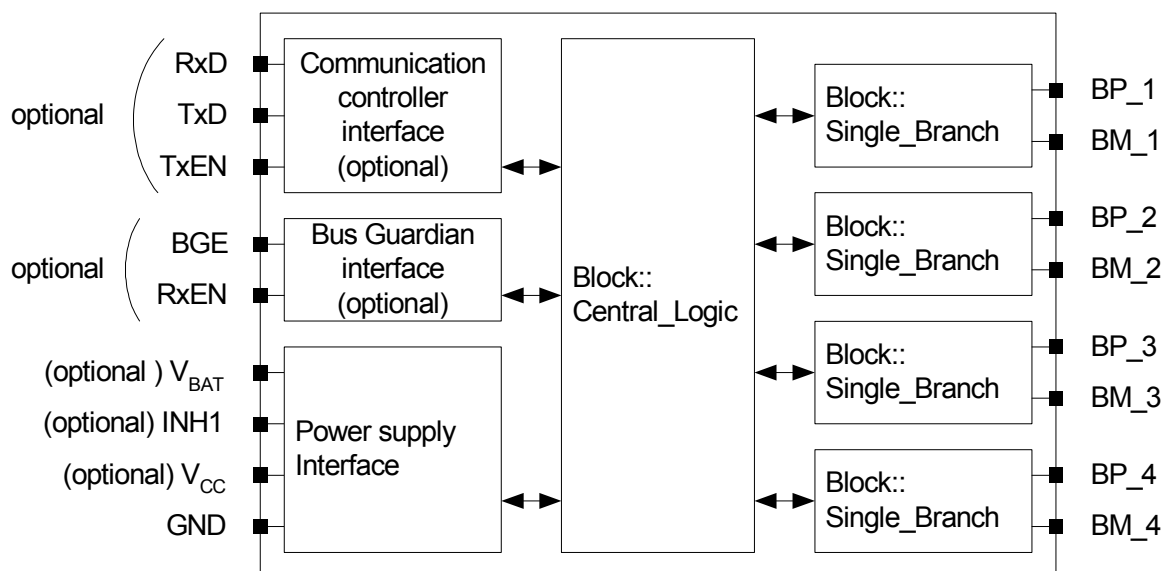 optional
RxD
TxD
TxEN
Communication
controller
interface
(optional)
optional
BGE
RxEN
Bus Guardian
interface
(optional)
(optional ) VBAT
(optional) INH1
(optional) VCC
GND
Power supply
Interface
Block::
Central_Logic
Block::
Single_Branch
BP_1
BM_1
Block::
Single_Branch
BP_2
BM_2
Block::
Single_Branch
BP_3
BM_3
Block::
Single_Branch
BP_4
BM_4